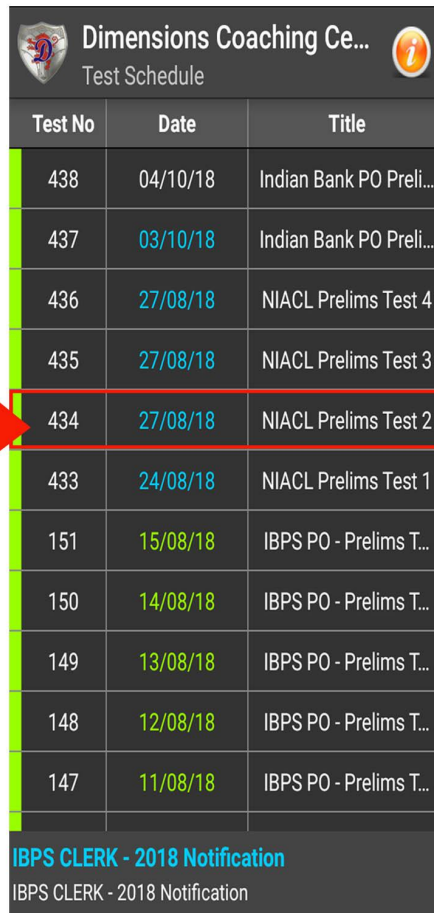 D
Dimensions Coaching Ce...
i
Test Schedule
Test No Date Title
438 04/10/18 Indian Bank PO Preli...
437 03/10/18 Indian Bank PO Preli...
436 27/08/18 NIACL Prelims Test 4
435 27/08/18 NIACL Prelims Test 3
434 27/08/18 NIACL Prelims Test 2
433 24/08/18 NIACL Prelims Test 1
151 15/08/18 IBPS PO - Prelims T...
150 14/08/18 IBPS PO - Prelims T...
149 13/08/18 IBPS PO - Prelims T...
148 12/08/18 IBPS PO - Prelims T...
147 11/08/18 IBPS PO - Prelims T...
IBPS CLERK - 2018 Notification
IBPS CLERK - 2018 Notification